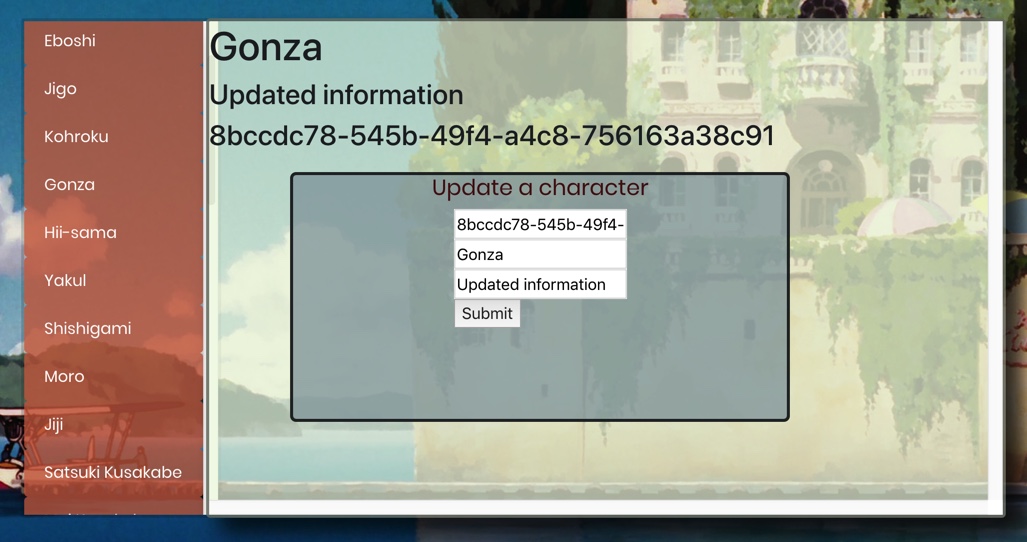 Eboshi
Jigo
Kohroku
Gonza
Hii-sama
Yakul
Shishigami
Moro
Jiji
Satsuki Kusakabe
Gonza
Updated information
8bccdc78-545b-49f4-a4c8-756163a38c91
Update a character
8bccdc78-545b-49f4-
Gonza
Updated information
Submit